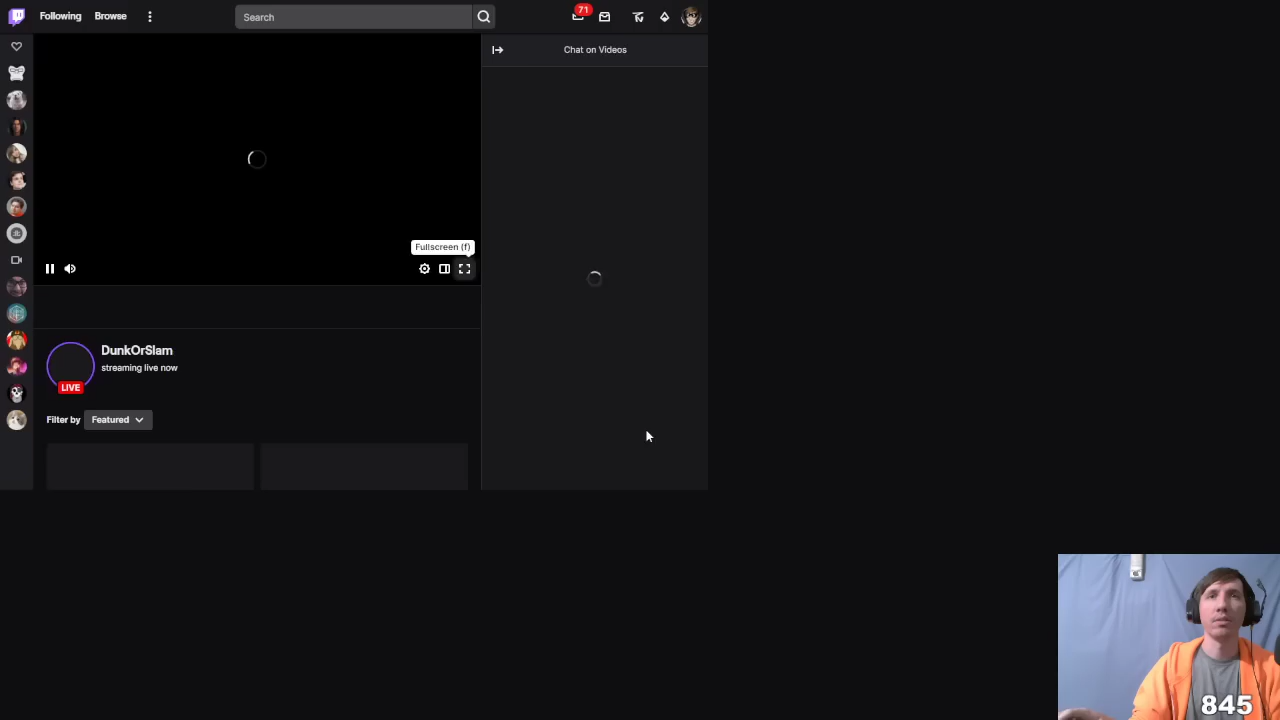 Following
Browse
Search
71
Chat on Videos
Fullscreen (f)
DunkOrSlam
streaming live now
LIVE
Filter by
Featured
845